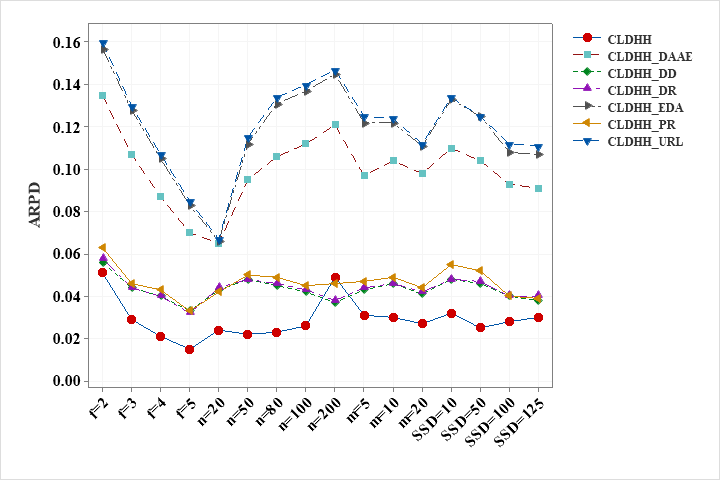 0.16
0.14
0.12
0.10
0.08
0.06
0.04
0.02
0.00
ARPD
f=2
f=3
f=4
f=5
n=20
n=50
n=80
n=100
n=200
m=5
m=10
m=20
SSD=10
SSD=50
SSD=100
SSD=125
CLDHH
CLDHH_DAAE
CLDHH_DD
CLDHH_DR
CLDHH_EDA
CLDHH_PR
CLDHH_URL